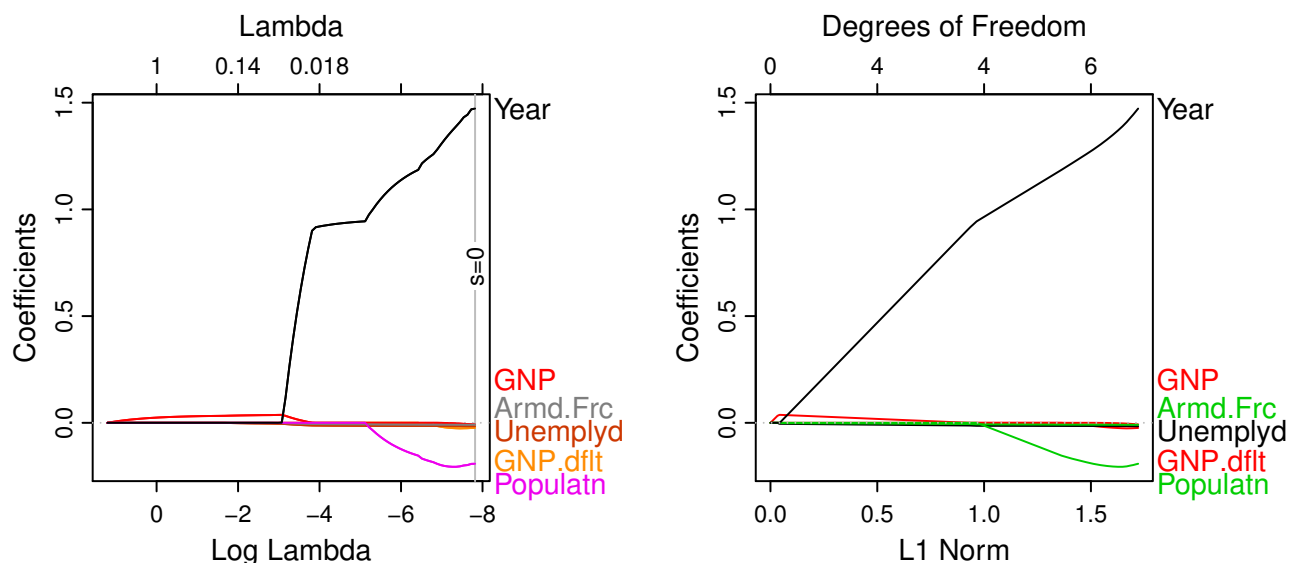 Lambda
1 0.14 0.018
Coefficients
0.0 0.5 1.0 1.5
s=0
Year
GNP
Armd.Frc
Unemplyd
GNP.dflt
Populatn
0 −2 −4 −6 −8
Log Lambda
Degrees of Freedom
0 4 4 6
Coefficients
0.0 0.5 1.0 1.5
Year
GNP
Armd.Frc
Unemplyd
GNP.dflt
Populatn
0.0 0.5 1.0 1.5
L1 Norm